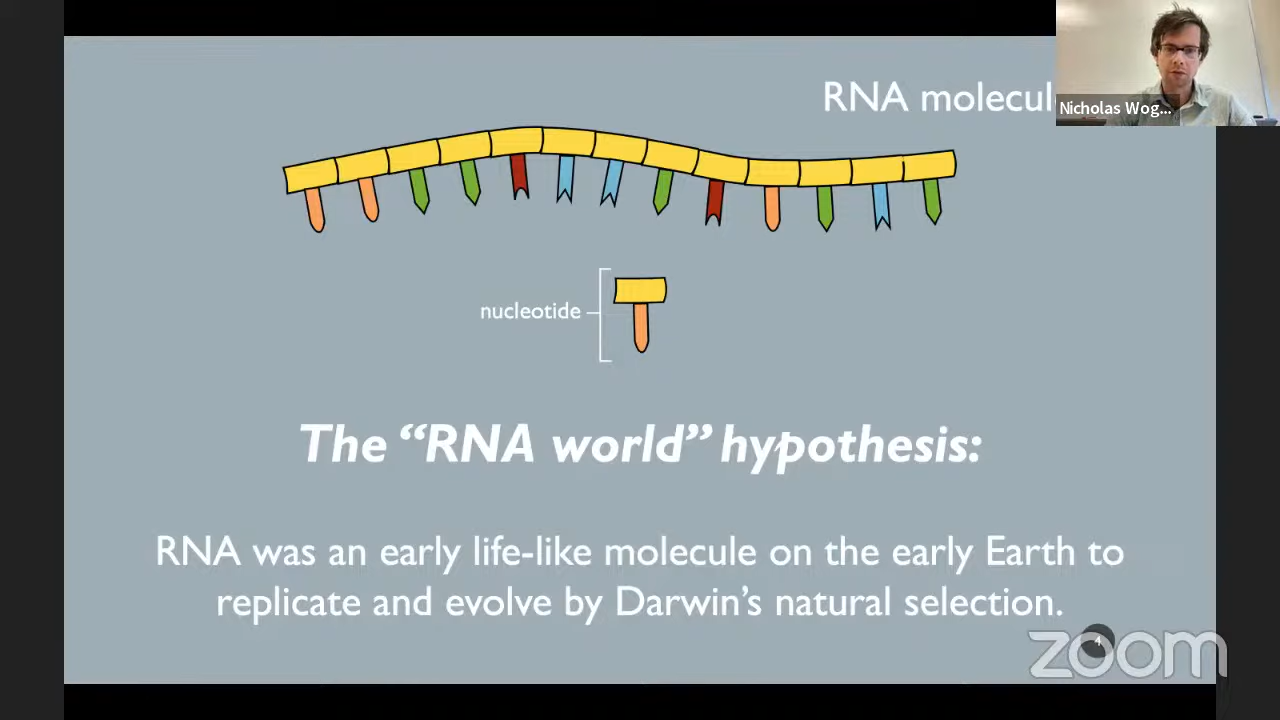 RNA molecul
Nicholas Wog...
nucleotide
The “RNA world” hypothesis:
RNA was an early life-like molecule on the early Earth to
replicate and evolve by Darwin’s natural selection.
4
zoom